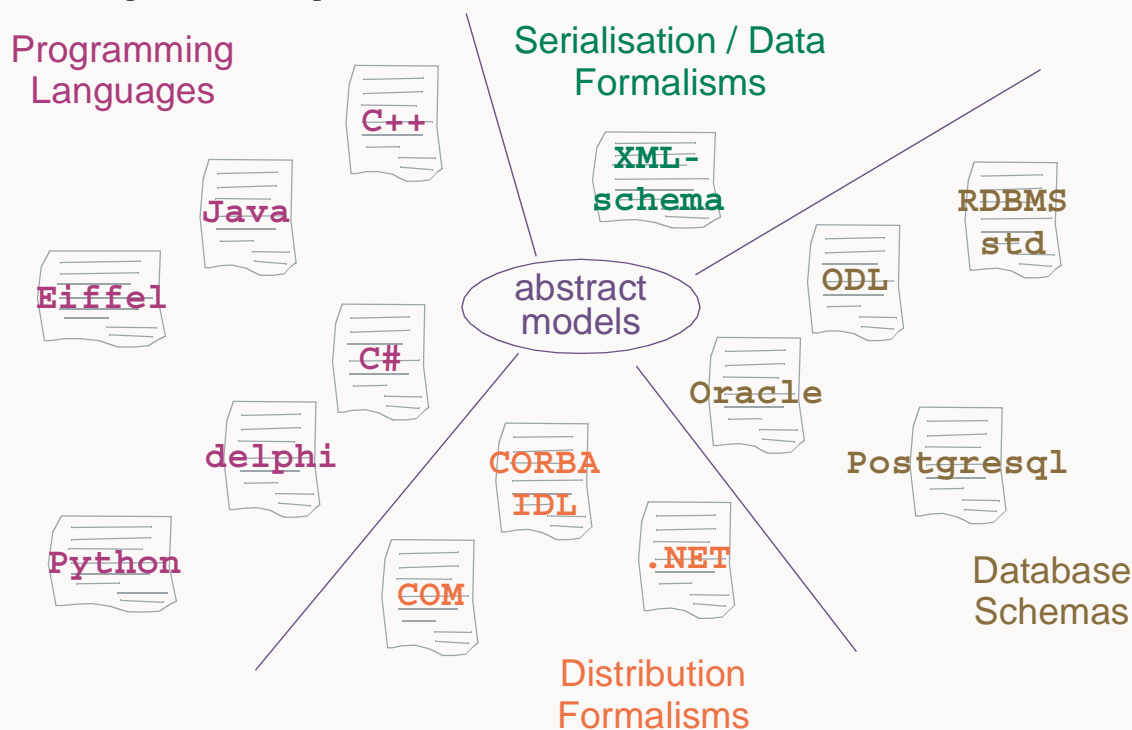 Programming
Languages
C++
Java
Eiffel
C#
delphi
Python
Serialisation / Data
Formalisms
XML-
schema
abstract
models
RDBMS
std
ODL
Oracle
Postgresql
Database
Schemas
CORBA
IDL
.NET
COM
Distribution
Formalisms